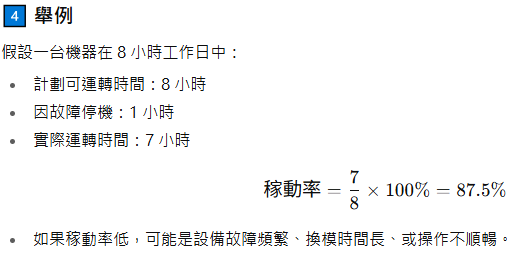 4 舉例
假設一台機器在 8 小時工作日中：
• 計劃可運轉時間：8 小時
• 因故障停機：1 小時
• 實際運轉時間：7 小時
稼動率 = 7/8 × 100% = 87.5%
• 如果稼動率低，可能是設備故障頻繁、換模時間長、或操作不順暢。